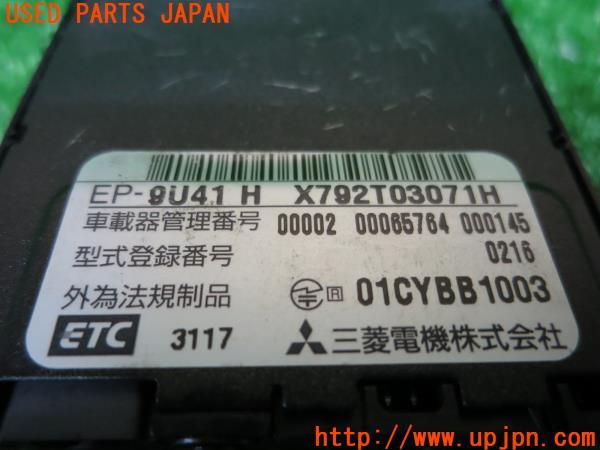 USED PARTS JAPAN
EP-9U41 H X792T03071H
車載器管理番号 00002 00065764 000145
型式登録番号 0216
外為法規制品 R 01CYBB1003
ETC 3117 三菱電機株式会社
http://www.upjpn.com/